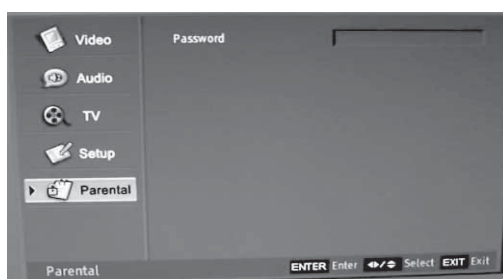 Video
Password
Audio
TV
Setup
Parental
Parental ENTER Enter Select EXIT Exit